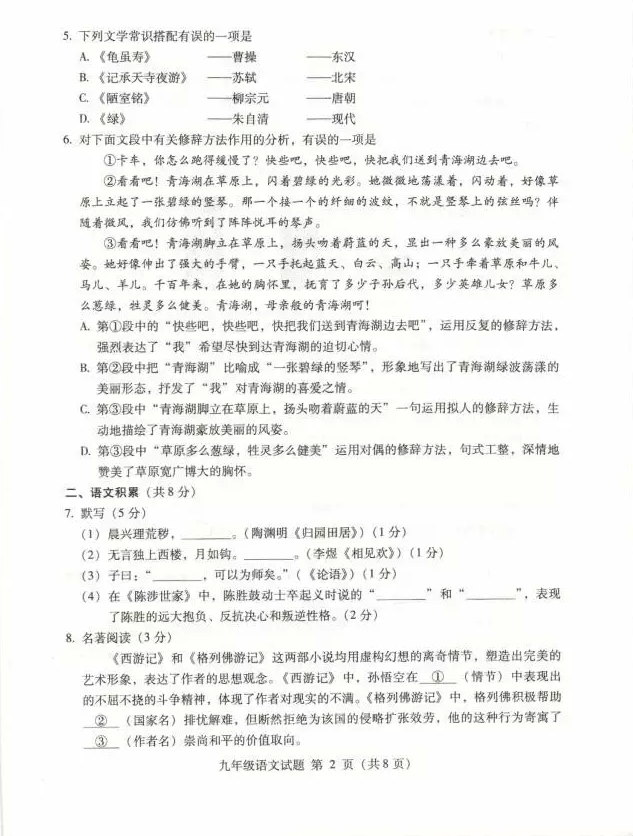 5. 下列文学常识搭配有误的一项是
A. 《龟虽寿》 ——曹操 ——东汉
B. 《记承天寺夜游》 ——苏轼 ——北宋
C. 《陋室铭》 ——柳宗元 ——唐朝
D. 《绿》 ——朱自清 ——现代
6. 对下面文段中有关修辞方法作用的分析，有误的一项是
①卡车，你怎么跑得缓慢了？快些吧，快些吧，快把我们送到青海湖边去吧。
②看看吧！青海湖在草原上，闪着碧绿的光彩。她微微地荡漾着，闪动着，好像草
原上立起了一张碧绿的竖琴。那一个接一个的纤细的波纹，不就是竖琴上的弦丝吗？伴
随着微风，我们仿佛听到了阵阵悦耳的琴声。
③看看吧！青海湖脚立在草原上，扬头吻着蔚蓝的天，显出一种多么豪放美丽的风
姿。她好像伸出了强大的手臂，一只手托起蓝天、白云、高山；一只手牵着草原和牛儿、
马儿、羊儿。千百年来，在她的胸怀里，抚育了多少子孙后代，多少英雄儿女？草原多
么葱绿，牲灵多么健美。青海湖，母亲般的青海湖呵！
A. 第①段中的“快些吧，快些吧，快把我们送到青海湖边去吧”，运用反复的修辞方法，
强烈表达了“我”希望尽快到达青海湖的迫切心情。
B. 第②段中把“青海湖”比喻成“一张碧绿的竖琴”，形象地写出了青海湖绿波荡漾的
美丽形态，抒发了“我”对青海湖的喜爱之情。
C. 第③段中“青海湖脚立在草原上，扬头吻着蔚蓝的天”一句运用拟人的修辞方法，生
动地描绘了青海湖豪放美丽的风姿。
D. 第③段中“草原多么葱绿，牲灵多么健美”运用对偶的修辞方法，句式工整，深情地
赞美了草原宽广博大的胸怀。
二、语文积累（共8分）
7. 默写（5分）
（1）晨兴理荒秽，______。（陶渊明《归园田居》）（1分）
（2）无言独上西楼，月如钩。______。（李煜《相见欢》）（1分）
（3）子曰：“______，可以为师矣。”（《论语》）（1分）
（4）在《陈涉世家》中，陈胜鼓动士卒起义时说的“______”和“______”，表现
了陈胜的远大抱负、反抗决心和叛逆性格。（2分）
8. 名著阅读（3分）
《西游记》和《格列佛游记》这两部小说均用虚构幻想的离奇情节，塑造出完美的
艺术形象，表达了作者的思想观念。《西游记》中，孙悟空在 ① （情节）中表现出
的不屈不挠的斗争精神，体现了作者对现实的不满。《格列佛游记》中，格列佛积极帮助
② （国家名）排忧解难，但断然拒绝为该国的侵略扩张效劳，他的这种行为寄寓了
③ （作者名）崇尚和平的价值取向。
九年级语文试题 第 2 页（共8页）